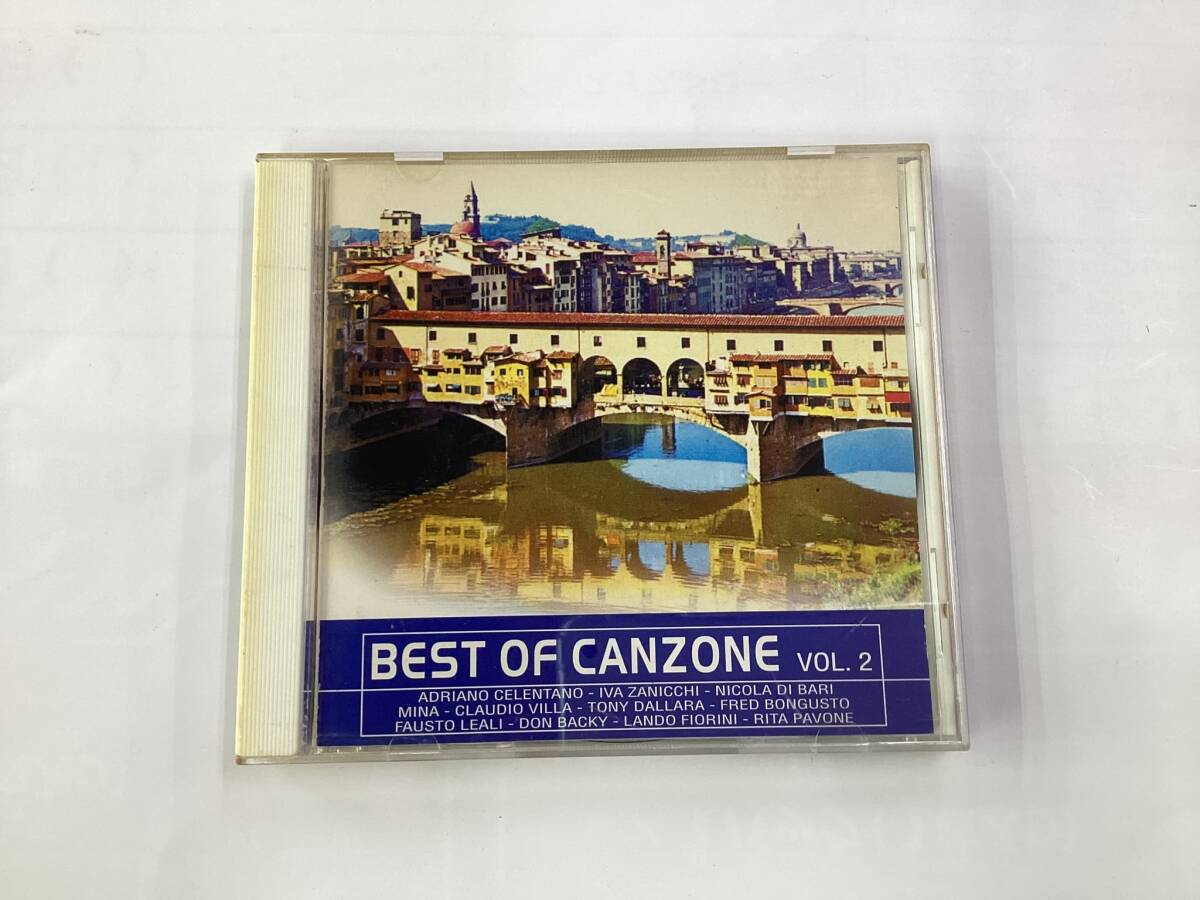 BEST OF CANZONE VOL. 2
ADRIANO CELENTANO - IVA ZANICCHI - NICOLA DI BARI
MINA - CLAUDIO VILLA - TONY DALLARA - FRED BONGUSTO
FAUSTO LEALI - DON BACKY - LANDO FIORINI - RITA PAVONE